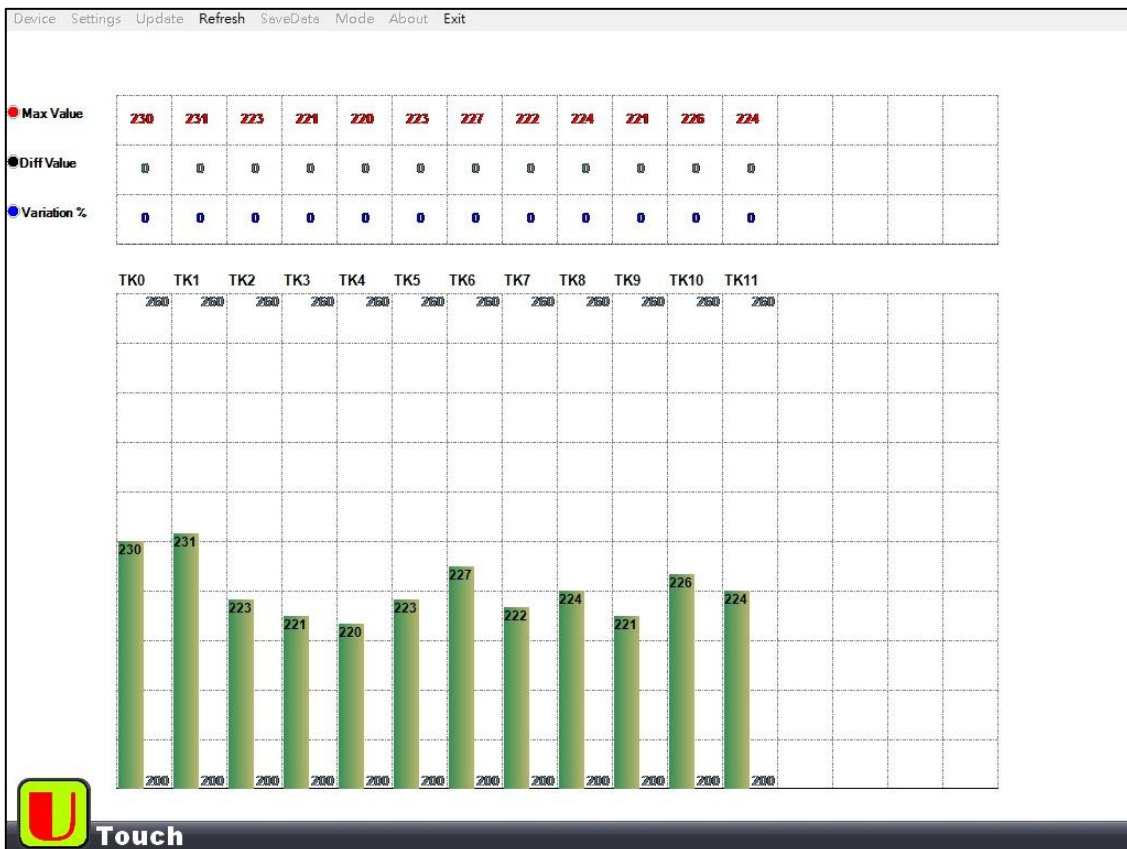 Device Settings Update Refresh SaveData Mode About Exit
Max Value 230 231 223 221 220 223 227 222 224 221 226 224
Diff Value 0 0 0 0 0 0 0 0 0 0 0 0
Variation % 0 0 0 0 0 0 0 0 0 0 0 0
TK0 TK1 TK2 TK3 TK4 TK5 TK6 TK7 TK8 TK9 TK10 TK11
260 260 260 260 260 260 260 260 260 260 260 260
230 231 223 221 220 223 227 222 224 221 226 224
200 200 200 200 200 200 200 200 200 200 200 200
U Touch